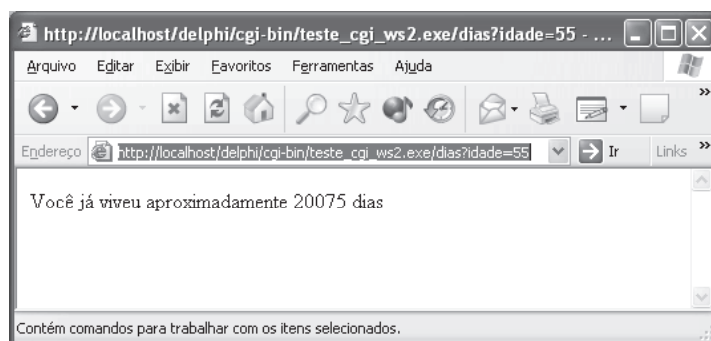 http://localhost/delphi/cgi-bin/teste_cgi_ws2.exe/dias?idade=55 - ...
Arquivo Editar Exibir Favoritos Ferramentas Ajuda
»
Endereço http://localhost/delphi/cgi-bin/teste_cgi_ws2.exe/dias?idade=55 Ir Links »
Você já viveu aproximadamente 20075 dias
Contém comandos para trabalhar com os itens selecionados.